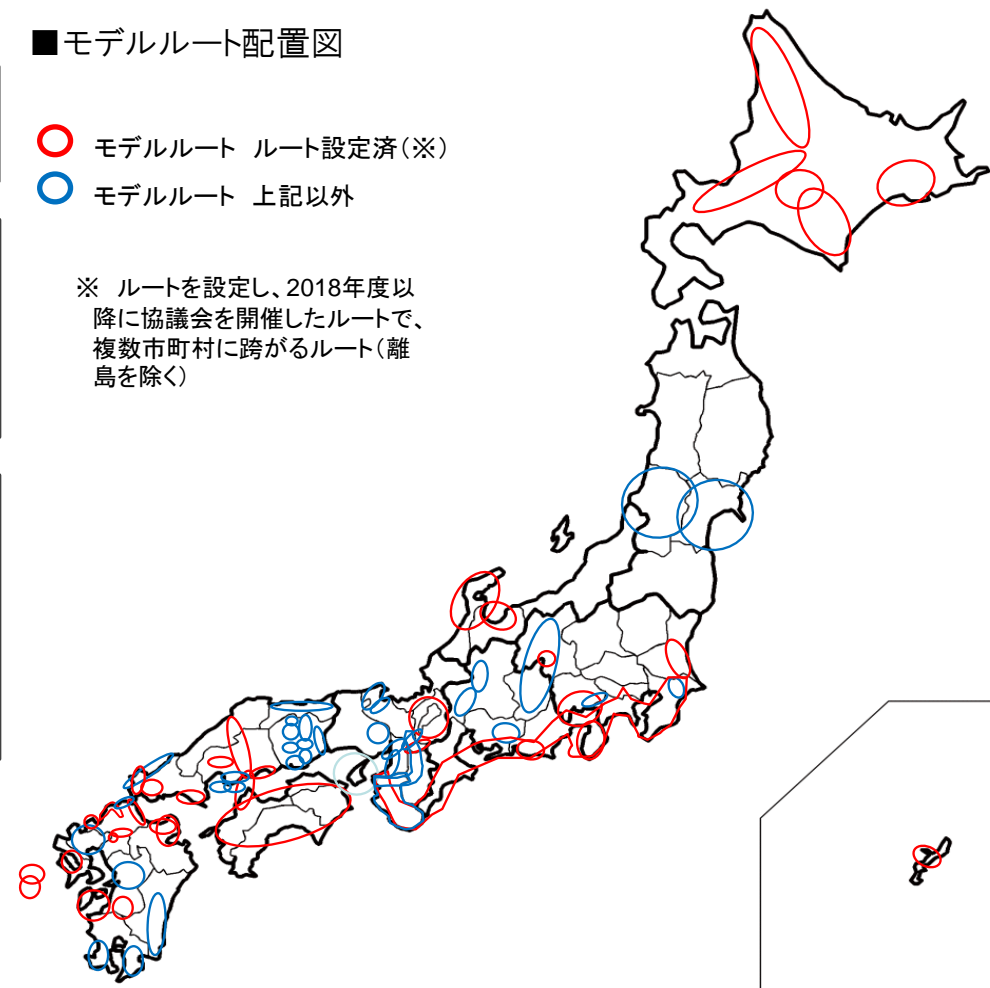 ■モデルルート配置図
モデルルート　ルート設定済(※)
モデルルート　上記以外
※　ルートを設定し、2018年度以
降に協議会を開催したルートで、
複数市町村に跨がるルート(離
島を除く)